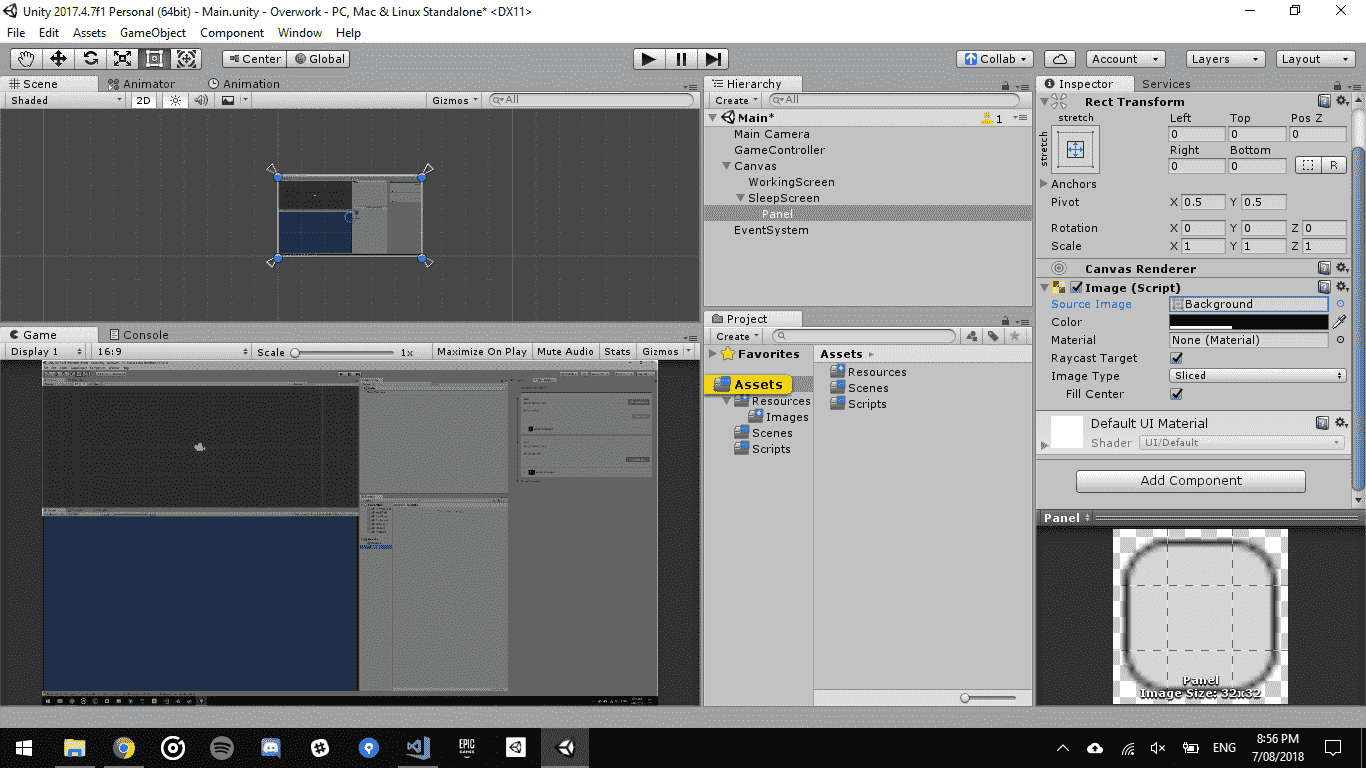 Unity 2017.4.7f1 Personal (64bit) - Main.unity - Overwork - PC, Mac & Linux Standalone* <DX11>
File Edit Assets GameObject Component Window Help
Center Global
Collab Account Layers Layout
Scene Animator Animation
Shaded 2D Gizmos All
Hierarchy
Create All
Main* 1
Main Camera
GameController
Canvas
WorkingScreen
SleepScreen
Panel
EventSystem
Game Console
Display 1 16:9 Scale 1x Maximize On Play Mute Audio Stats Gizmos
Project
Create
Favorites
Assets
Resources
Images
Scenes
Scripts
Assets
Resources
Scenes
Scripts
Inspector Services
Rect Transform
stretch
stretch
Left Top Pos Z
0 0 0
Right Bottom
0 0 R
Anchors
Pivot X 0.5 Y 0.5
Rotation X 0 Y 0 Z 0
Scale X 1 Y 1 Z 1
Canvas Renderer
Image (Script)
Source Image Background
Color
Material None (Material)
Raycast Target
Image Type Sliced
Fill Center
Default UI Material
Shader UI/Default
Add Component
Panel
Panel
Image Size: 32x32
EPIC
GAMES
ENG
8:56 PM
7/08/2018